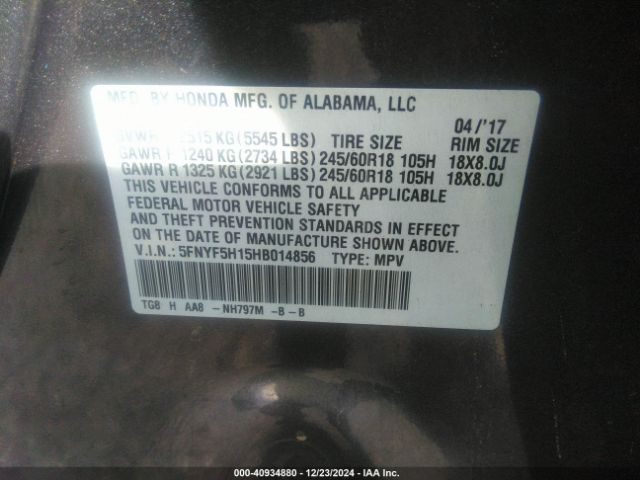 MFD. BY HONDA MFG. OF ALABAMA, LLC
04/'17
GVWR 2515 KG (5545 LBS) TIRE SIZE RIM SIZE
GAWR F 1240 KG (2734 LBS) 245/60R18 105H 18X8.0J
GAWR R 1325 KG (2921 LBS) 245/60R18 105H 18X8.0J
THIS VEHICLE CONFORMS TO ALL APPLICABLE
FEDERAL MOTOR VEHICLE SAFETY
AND THEFT PREVENTION STANDARDS IN EFFECT
ON THE DATE OF MANUFACTURE SHOWN ABOVE.
V.I.N.: 5FNYF5H15HB014856 TYPE: MPV
TG8 H AA8 - NH797M -B - B
000-40934880 - 12/23/2024 - IAA Inc.